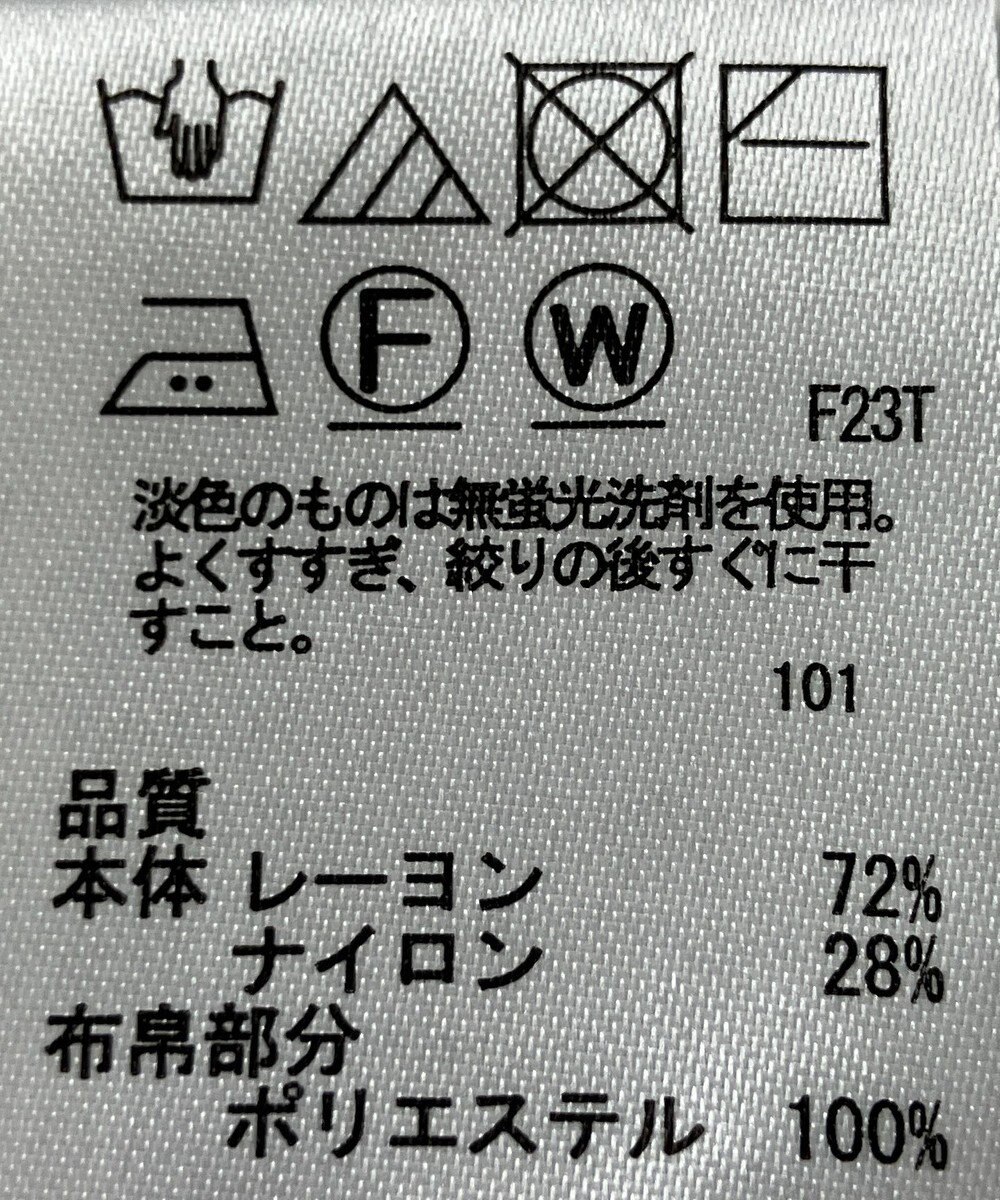 F W
F23T
淡色のものは無蛍光洗剤を使用。
よくすすぎ、絞りの後すぐに干
すこと。
101
品質
本体 レーヨン 72%
ナイロン 28%
布帛部分
ポリエステル 100%